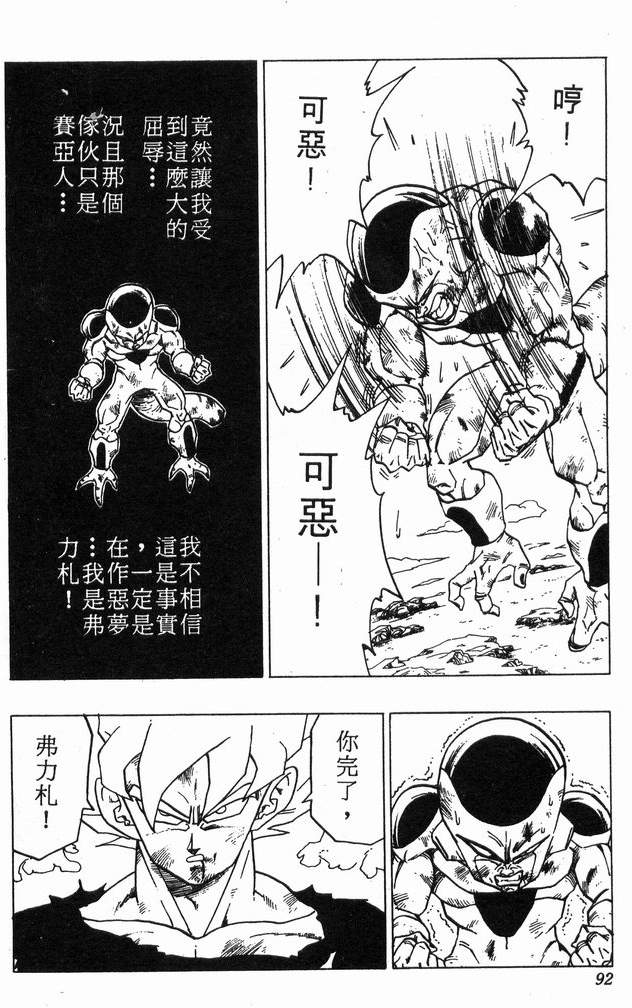 哼！
可惡！
可惡—！
竟然讓我受
到這麼大的
屈辱…
況且那個
傢伙只是
賽亞人…
我不相信
這是事實
，一定是
在作惡夢
…我是弗
力札！
你完了，
弗力札！
92